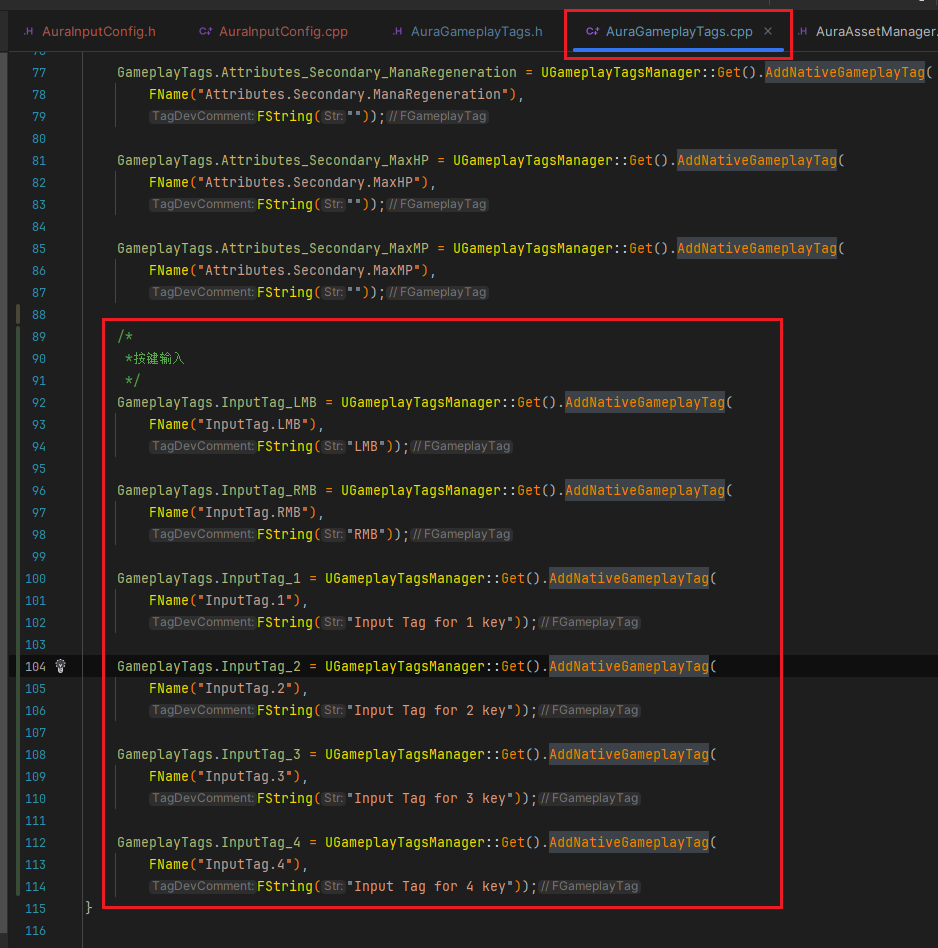 AuraInputConfig.h AuraInputConfig.cpp AuraGameplayTags.h AuraGameplayTags.cpp AuraAssetManager.
77 GameplayTags.Attributes_Secondary_ManaRegeneration = UGameplayTagsManager::Get().AddNativeGameplayTag(
78 FName("Attributes.Secondary.ManaRegeneration"),
79 TagDevComment: FString( Str: "")); // FGameplayTag
80
81 GameplayTags.Attributes_Secondary_MaxHP = UGameplayTagsManager::Get().AddNativeGameplayTag(
82 FName("Attributes.Secondary.MaxHP"),
83 TagDevComment: FString( Str: "")); // FGameplayTag
84
85 GameplayTags.Attributes_Secondary_MaxMP = UGameplayTagsManager::Get().AddNativeGameplayTag(
86 FName("Attributes.Secondary.MaxMP"),
87 TagDevComment: FString( Str: "")); // FGameplayTag
88
89 /*
90 *按键输入
91 */
92 GameplayTags.InputTag_LMB = UGameplayTagsManager::Get().AddNativeGameplayTag(
93 FName("InputTag.LMB"),
94 TagDevComment: FString( Str: "LMB")); // FGameplayTag
95
96 GameplayTags.InputTag_RMB = UGameplayTagsManager::Get().AddNativeGameplayTag(
97 FName("InputTag.RMB"),
98 TagDevComment: FString( Str: "RMB")); // FGameplayTag
99
100 GameplayTags.InputTag_1 = UGameplayTagsManager::Get().AddNativeGameplayTag(
101 FName("InputTag.1"),
102 TagDevComment: FString( Str: "Input Tag for 1 key")); // FGameplayTag
103
104 GameplayTags.InputTag_2 = UGameplayTagsManager::Get().AddNativeGameplayTag(
105 FName("InputTag.2"),
106 TagDevComment: FString( Str: "Input Tag for 2 key")); // FGameplayTag
107
108 GameplayTags.InputTag_3 = UGameplayTagsManager::Get().AddNativeGameplayTag(
109 FName("InputTag.3"),
110 TagDevComment: FString( Str: "Input Tag for 3 key")); // FGameplayTag
111
112 GameplayTags.InputTag_4 = UGameplayTagsManager::Get().AddNativeGameplayTag(
113 FName("InputTag.4"),
114 TagDevComment: FString( Str: "Input Tag for 4 key")); // FGameplayTag
115 }
116